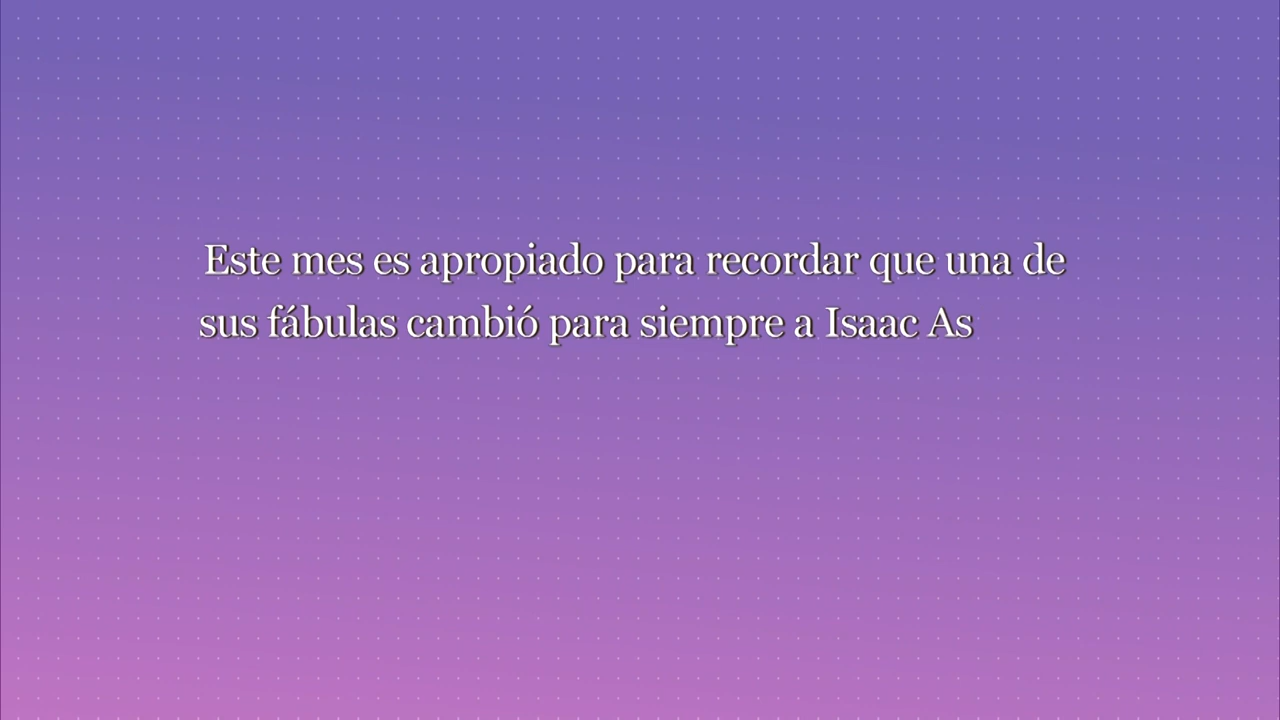 Este mes es apropiado para recordar que una de
sus fábulas cambió para siempre a Isaac As